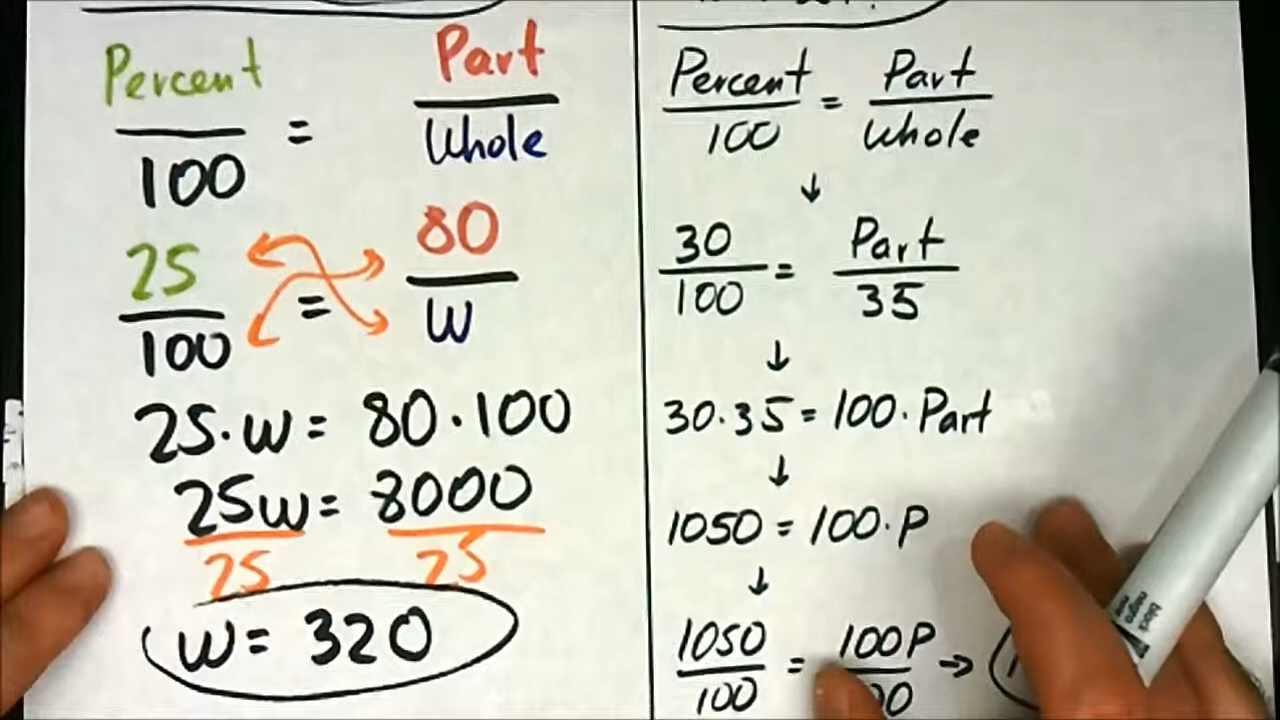 Percent = Part
100 Whole
25 = 80
100 W
25·W = 80·100
25W = 8000
25 25
W = 320
Percent = Part
100 Whole
↓
30 = Part
100 35
↓
30·35 = 100·Part
↓
1050 = 100·P
↓
1050 = 100P →
100